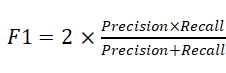 F1 = 2 × Precision×Recall / Precision+Recall